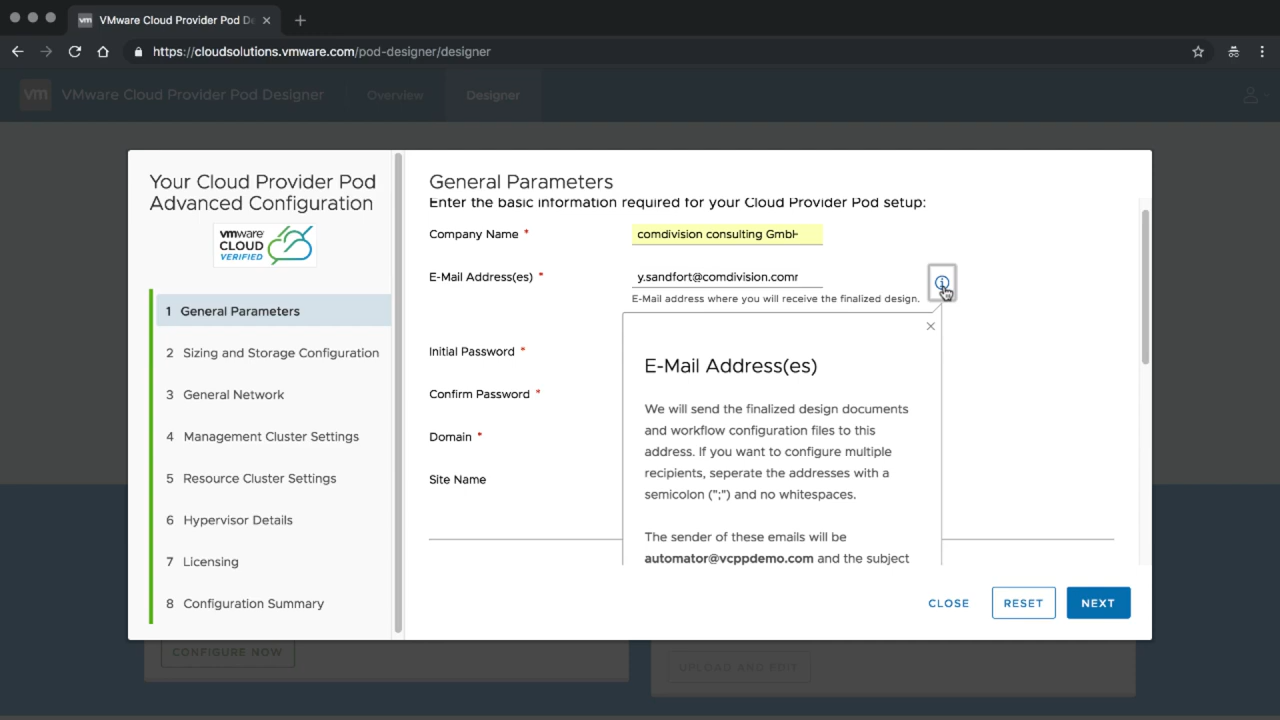 vm VMware Cloud Provider Pod De
https://cloudsolutions.vmware.com/pod-designer/designer
vm VMware Cloud Provider Pod Designer Overview Designer
Your Cloud Provider Pod
Advanced Configuration
vmware
CLOUD
VERIFIED
1 General Parameters
2 Sizing and Storage Configuration
3 General Network
4 Management Cluster Settings
5 Resource Cluster Settings
6 Hypervisor Details
7 Licensing
8 Configuration Summary
General Parameters
Enter the basic information required for your Cloud Provider Pod setup:
Company Name * comdivision consulting GmbH
E-Mail Address(es) * y.sandfort@comdivision.com
E-Mail address where you will receive the finalized design.
Initial Password *
Confirm Password *
Domain *
Site Name
E-Mail Address(es)
We will send the finalized design documents
and workflow configuration files to this
address. If you want to configure multiple
recipients, seperate the addresses with a
semicolon (";") and no whitespaces.
The sender of these emails will be
automator@vcppdemo.com and the subject
CLOSE RESET NEXT
CONFIGURE NOW
UPLOAD AND EDIT